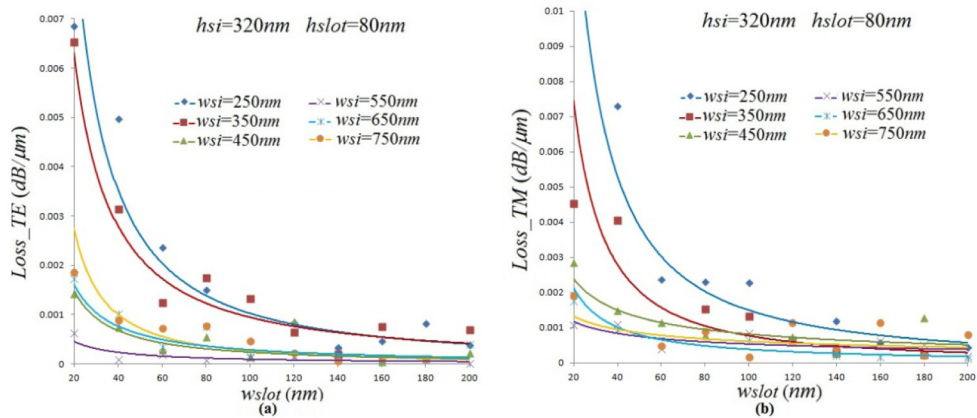 hsi=320nm hslot=80nm
0.007
0.006
0.005
0.004
0.003
0.002
0.001
0
Loss_TE (dB/μm)
wsi=250nm wsi=550nm
wsi=350nm wsi=650nm
wsi=450nm wsi=750nm
20 40 60 80 100 120 140 160 180 200
wslot (nm)
(a)
hsi=320nm hslot=80nm
0.01
0.009
0.008
0.007
0.006
0.005
0.004
0.003
0.002
0.001
0
Loss_TM (dB/μm)
wsi=250nm wsi=550nm
wsi=350nm wsi=650nm
wsi=450nm wsi=750nm
20 40 60 80 100 120 140 160 180 200
wslot (nm)
(b)